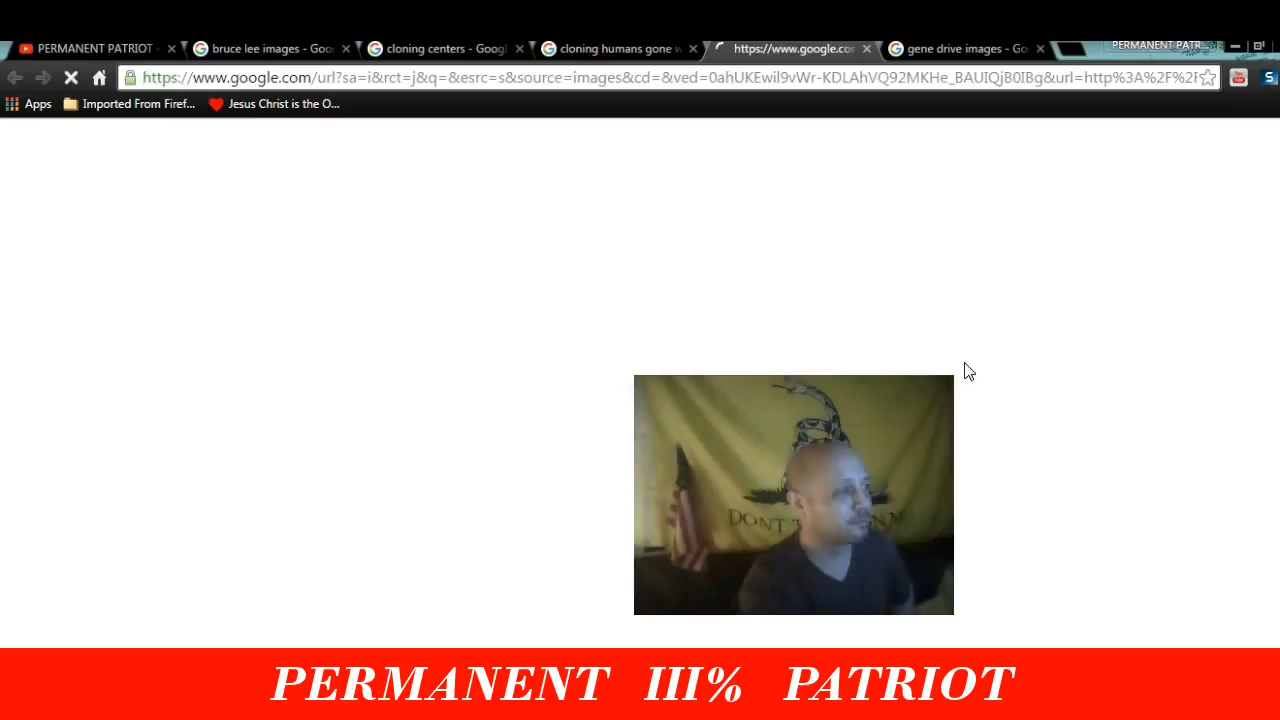 PERMANENT PATRIOT -
bruce lee images - Goo
cloning centers - Googl
cloning humans gone w
https://www.google.con
gene drive images - Go
PERMANENT PATR...
https://www.google.com/url?sa=i&rct=j&q=&esrc=s&source=images&cd=&ved=0ahUKEwil9vWr-KDLAhVQ92MKHe_BAUIQjB0IBg&url=http%3A%2F%2F
Apps
Imported From Firef...
Jesus Christ is the O...
DONT
PERMANENT III% PATRIOT